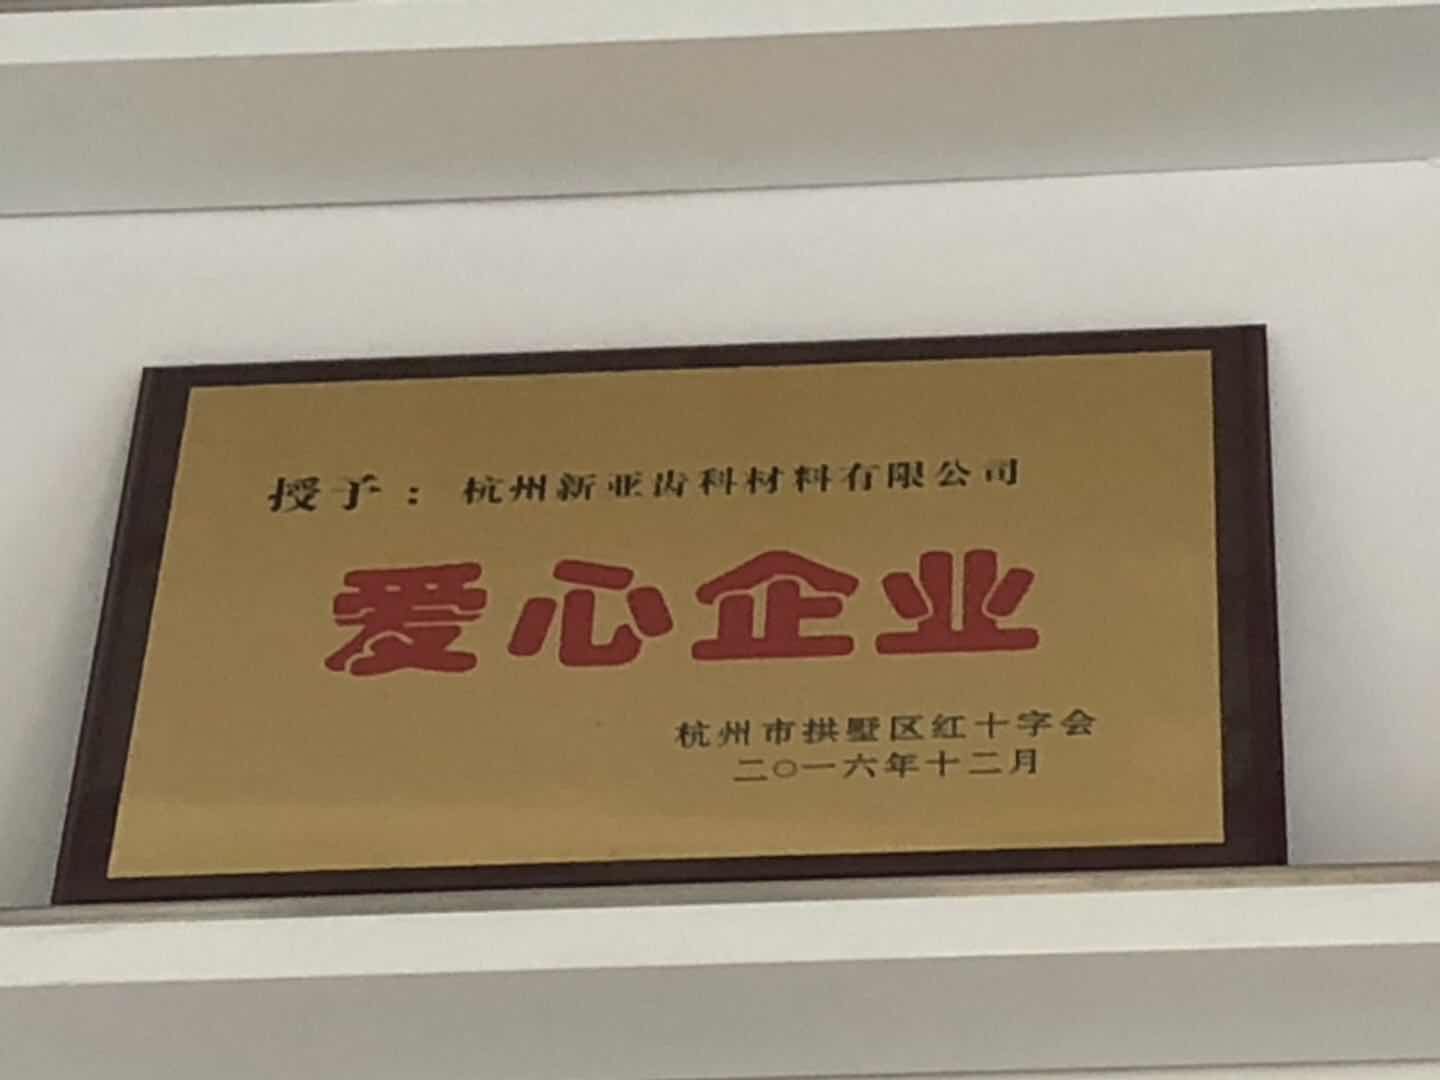 授予：杭州新亚齿科材料有限公司
爱心企业
杭州市拱墅区红十字会
二〇一六年十二月